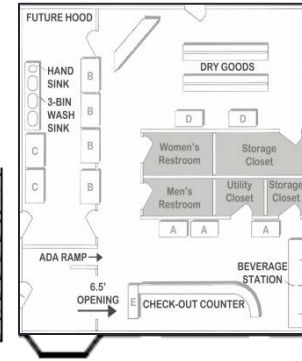 FUTURE HOOD
HAND
SINK
3-BIN
WASH
SINK
B
B
B
B
C
C
DRY GOODS
D
D
Women's
Restroom
Storage
Closet
Men's
Restroom
Utility
Closet
Storage
Closet
A
A
A
ADA RAMP
6.5'
OPENING
E
CHECK-OUT COUNTER
BEVERAGE
STATION